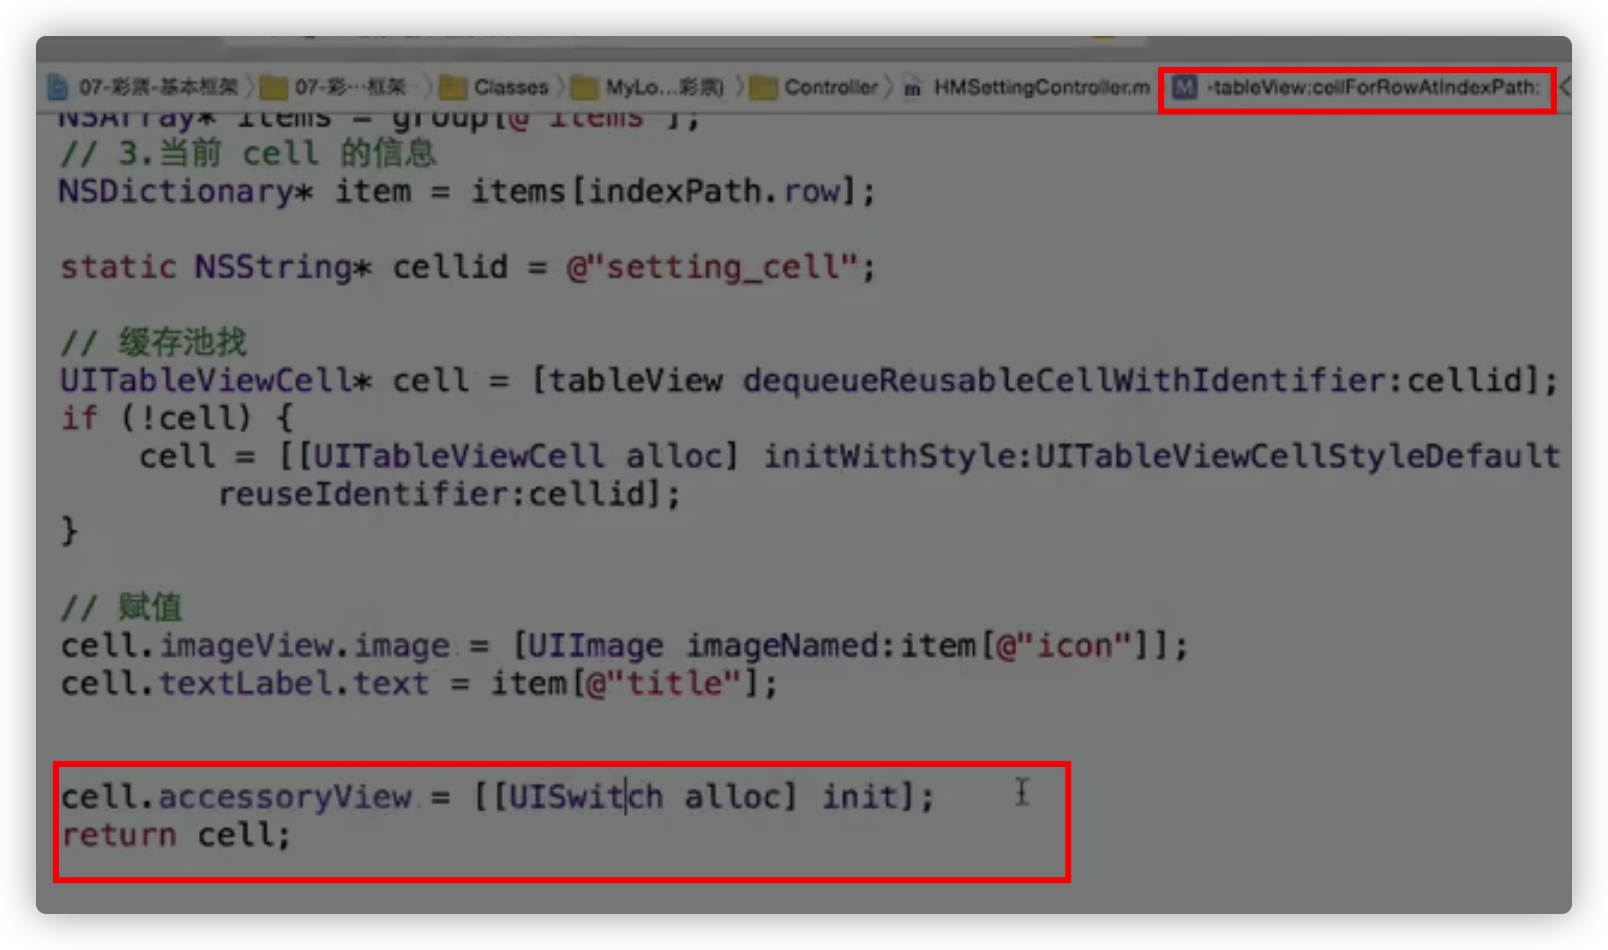 07-彩票-基本框架 〉 07-彩…框架 〉 Classes 〉 MyLo...彩票) 〉 Controller 〉 m HMSettingController.m 〉 M -tableView:cellForRowAtIndexPath:
NSArray* items = group[@"items"];
// 3.当前 cell 的信息
NSDictionary* item = items[indexPath.row];
static NSString* cellid = @"setting_cell";
// 缓存池找
UITableViewCell* cell = [tableView dequeueReusableCellWithIdentifier:cellid];
if (!cell) {
cell = [[UITableViewCell alloc] initWithStyle:UITableViewCellStyleDefault
reuseIdentifier:cellid];
}
// 赋值
cell.imageView.image = [UIImage imageNamed:item[@"icon"]];
cell.textLabel.text = item[@"title"];
cell.accessoryView = [[UISwitch alloc] init];
return cell;